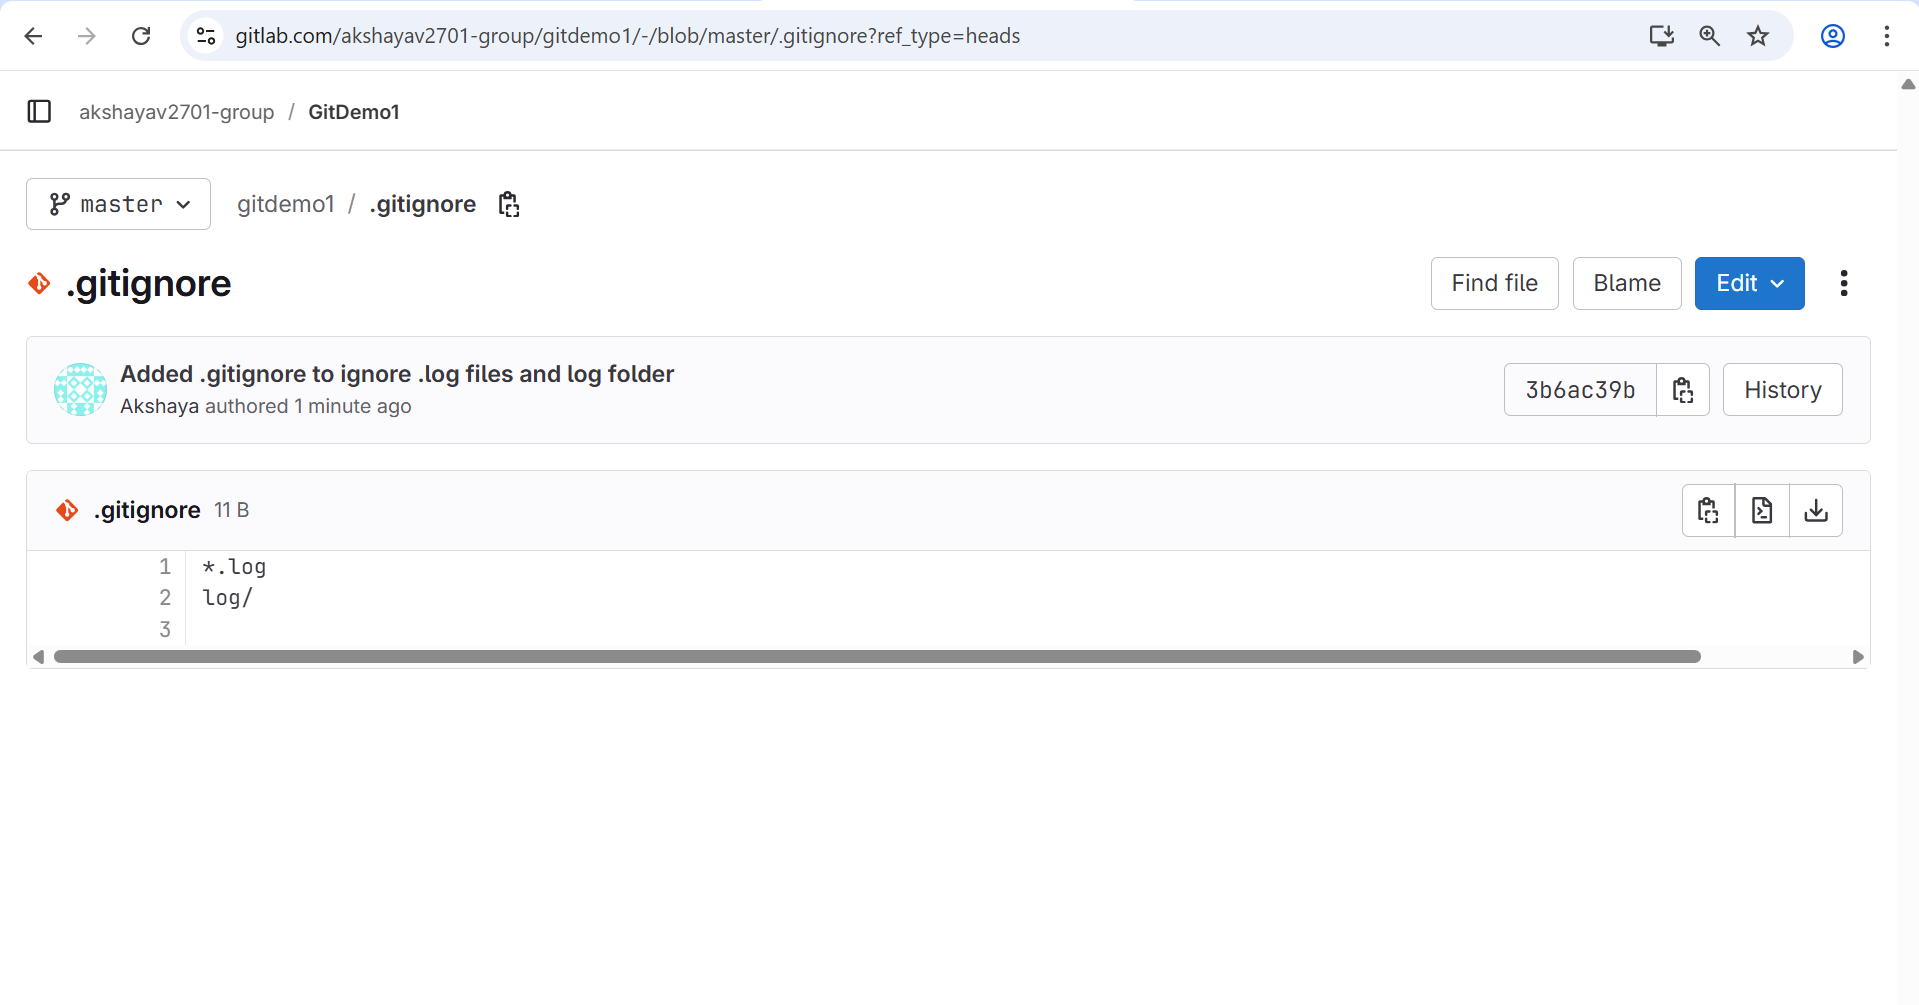 gitlab.com/akshayav2701-group/gitdemo1/-/blob/master/.gitignore?ref_type=heads
akshayav2701-group / GitDemo1
master gitdemo1 / .gitignore
.gitignore Find file Blame Edit
Added .gitignore to ignore .log files and log folder
Akshaya authored 1 minute ago
3b6ac39b History
.gitignore 11 B
1 *.log
2 log/
3